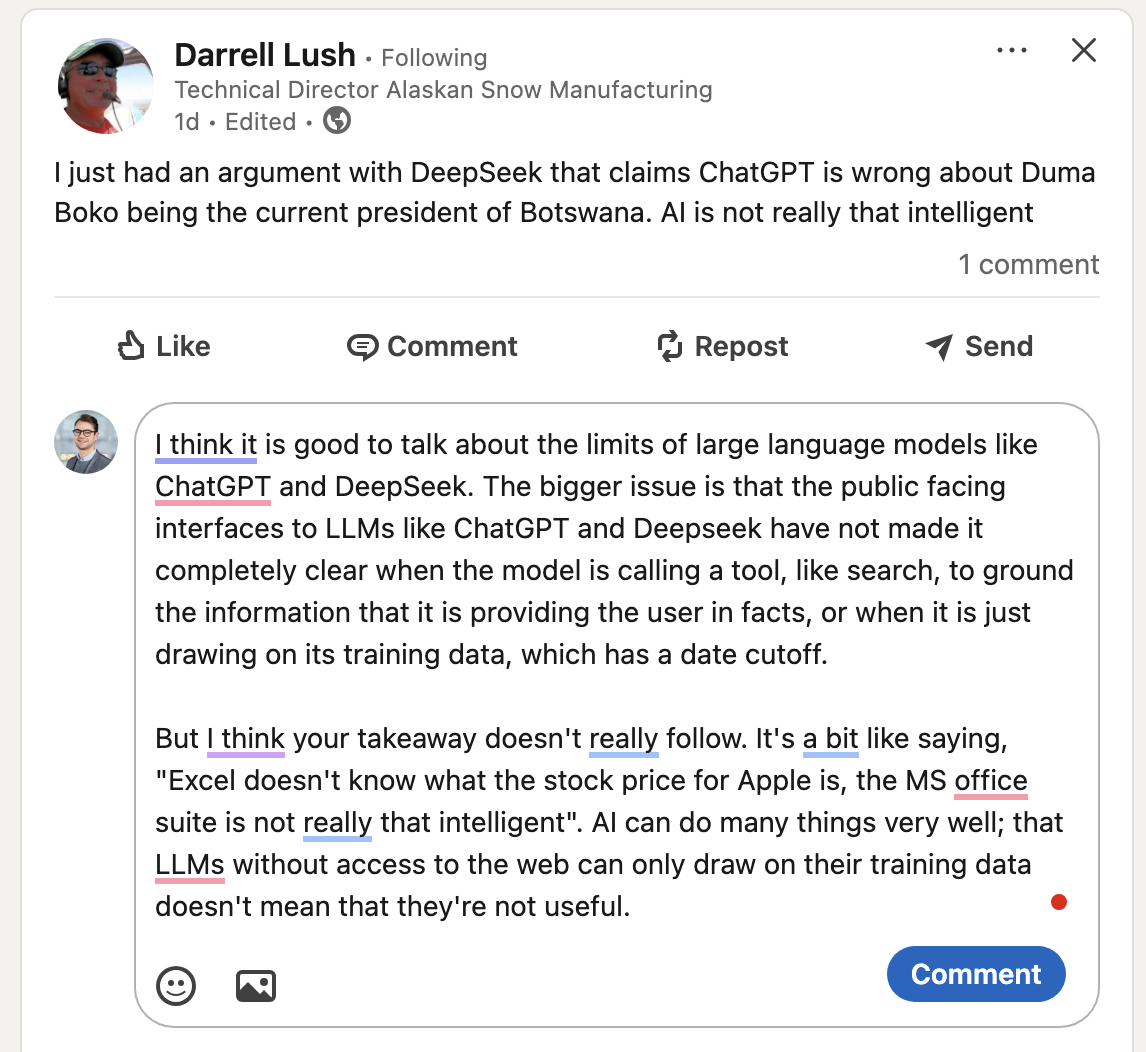 Darrell Lush • Following
Technical Director Alaskan Snow Manufacturing
1d • Edited •
I just had an argument with DeepSeek that claims ChatGPT is wrong about Duma
Boko being the current president of Botswana. AI is not really that intelligent
1 comment
Like
Comment
Repost
Send
I think it is good to talk about the limits of large language models like
ChatGPT and DeepSeek. The bigger issue is that the public facing
interfaces to LLMs like ChatGPT and Deepseek have not made it
completely clear when the model is calling a tool, like search, to ground
the information that it is providing the user in facts, or when it is just
drawing on its training data, which has a date cutoff.
But I think your takeaway doesn't really follow. It's a bit like saying,
"Excel doesn't know what the stock price for Apple is, the MS office
suite is not really that intelligent". AI can do many things very well; that
LLMs without access to the web can only draw on their training data
doesn't mean that they're not useful.
Comment